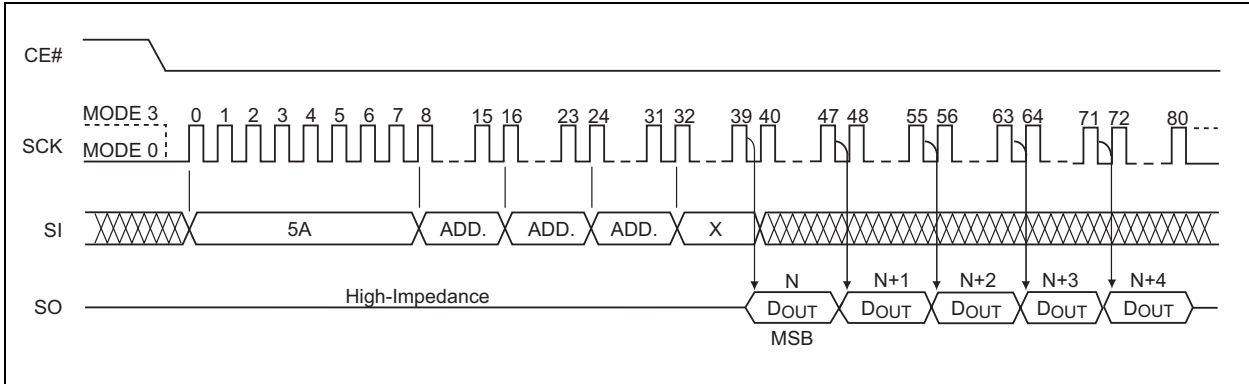 CE#
MODE 3
0 1 2 3 4 5 6 7 8 15 16 23 24 31 32 39 40 47 48 55 56 63 64 71 72 80
SCK
MODE 0
SI
5A ADD. ADD. ADD. X
N N+1 N+2 N+3 N+4
SO
High-Impedance
DOUT DOUT DOUT DOUT DOUT
MSB